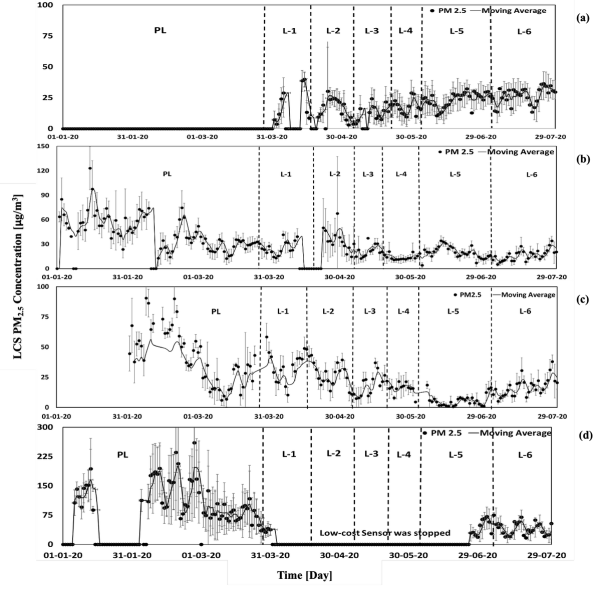 ● PM 2.5 —Moving Average
(a)
100
75
50
25
0
PL L-1 L-2 L-3 L-4 L-5 L-6
01-01-20 31-01-20 01-03-20 31-03-20 30-04-20 30-05-20 29-06-20 29-07-20
● PM 2.5 —Moving Average
(b)
150
120
90
60
30
0
PL L-1 L-2 L-3 L-4 L-5 L-6
01-01-20 31-01-20 01-03-20 31-03-20 30-04-20 30-05-20 29-06-20 29-07-20
LCS PM2.5 Concentration [µg/m³]
● PM2.5 —Moving Average
(c)
100
75
50
25
0
PL L-1 L-2 L-3 L-4 L-5 L-6
01-01-20 31-01-20 01-03-20 31-03-20 30-04-20 30-05-20 29-06-20 29-07-20
● PM 2.5 —Moving Average
(d)
300
225
150
75
0
PL L-1 L-2 L-3 L-4 L-5 L-6
Low-cost Sensor was stopped
01-01-20 31-01-20 01-03-20 31-03-20 30-04-20 30-05-20 29-06-20 29-07-20
Time [Day]